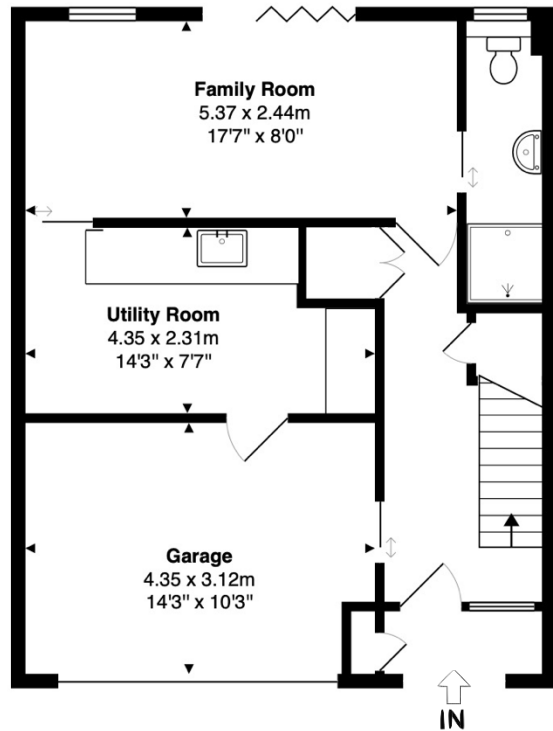 Family Room
5.37 x 2.44m
17'7" x 8'0"
Utility Room
4.35 x 2.31m
14'3" x 7'7"
Garage
4.35 x 3.12m
14'3" x 10'3"
IN